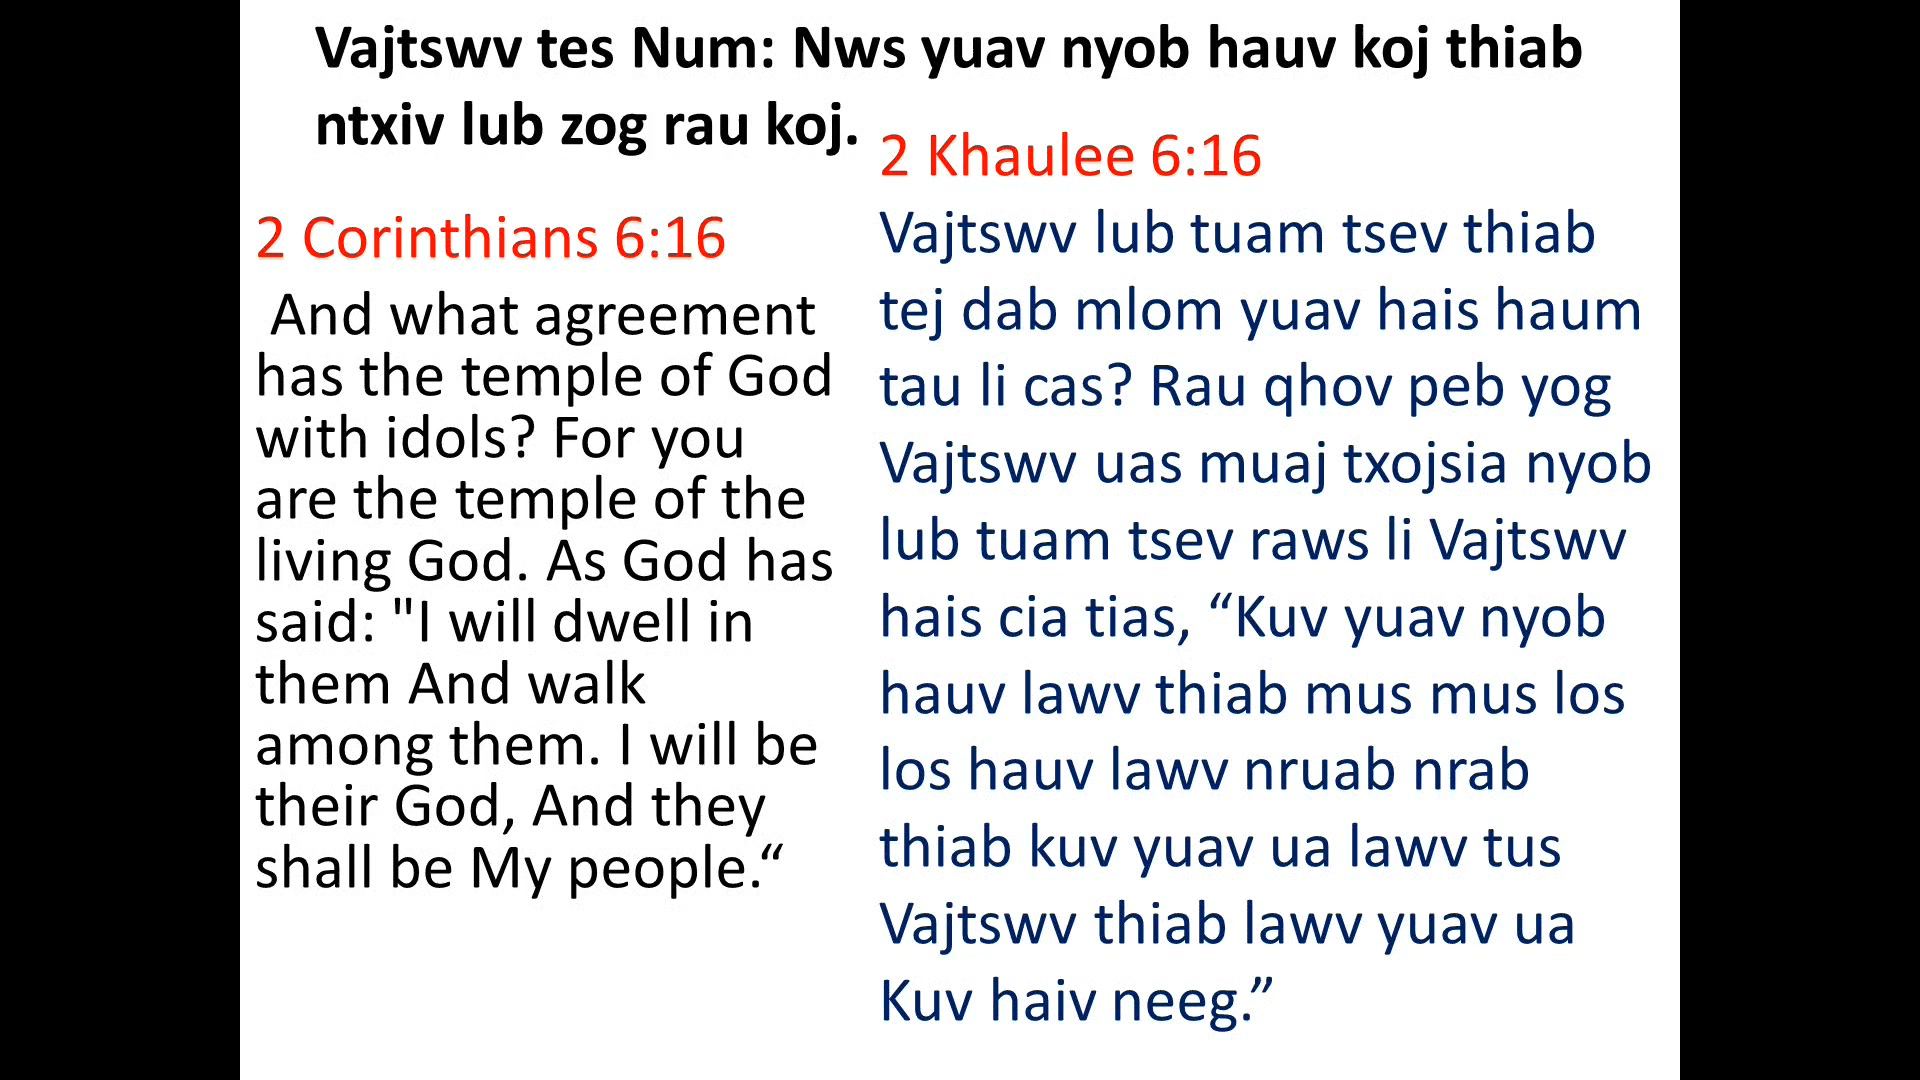 Vajtswv tes Num: Nws yuav nyob hauv koj thiab
ntxiv lub zog rau koj.
2 Corinthians 6:16
And what agreement
has the temple of God
with idols? For you
are the temple of the
living God. As God has
said: "I will dwell in
them And walk
among them. I will be
their God, And they
shall be My people.“
2 Khaulee 6:16
Vajtswv lub tuam tsev thiab
tej dab mlom yuav hais haum
tau li cas? Rau qhov peb yog
Vajtswv uas muaj txojsia nyob
lub tuam tsev raws li Vajtswv
hais cia tias, “Kuv yuav nyob
hauv lawv thiab mus mus los
los hauv lawv nruab nrab
thiab kuv yuav ua lawv tus
Vajtswv thiab lawv yuav ua
Kuv haiv neeg.”